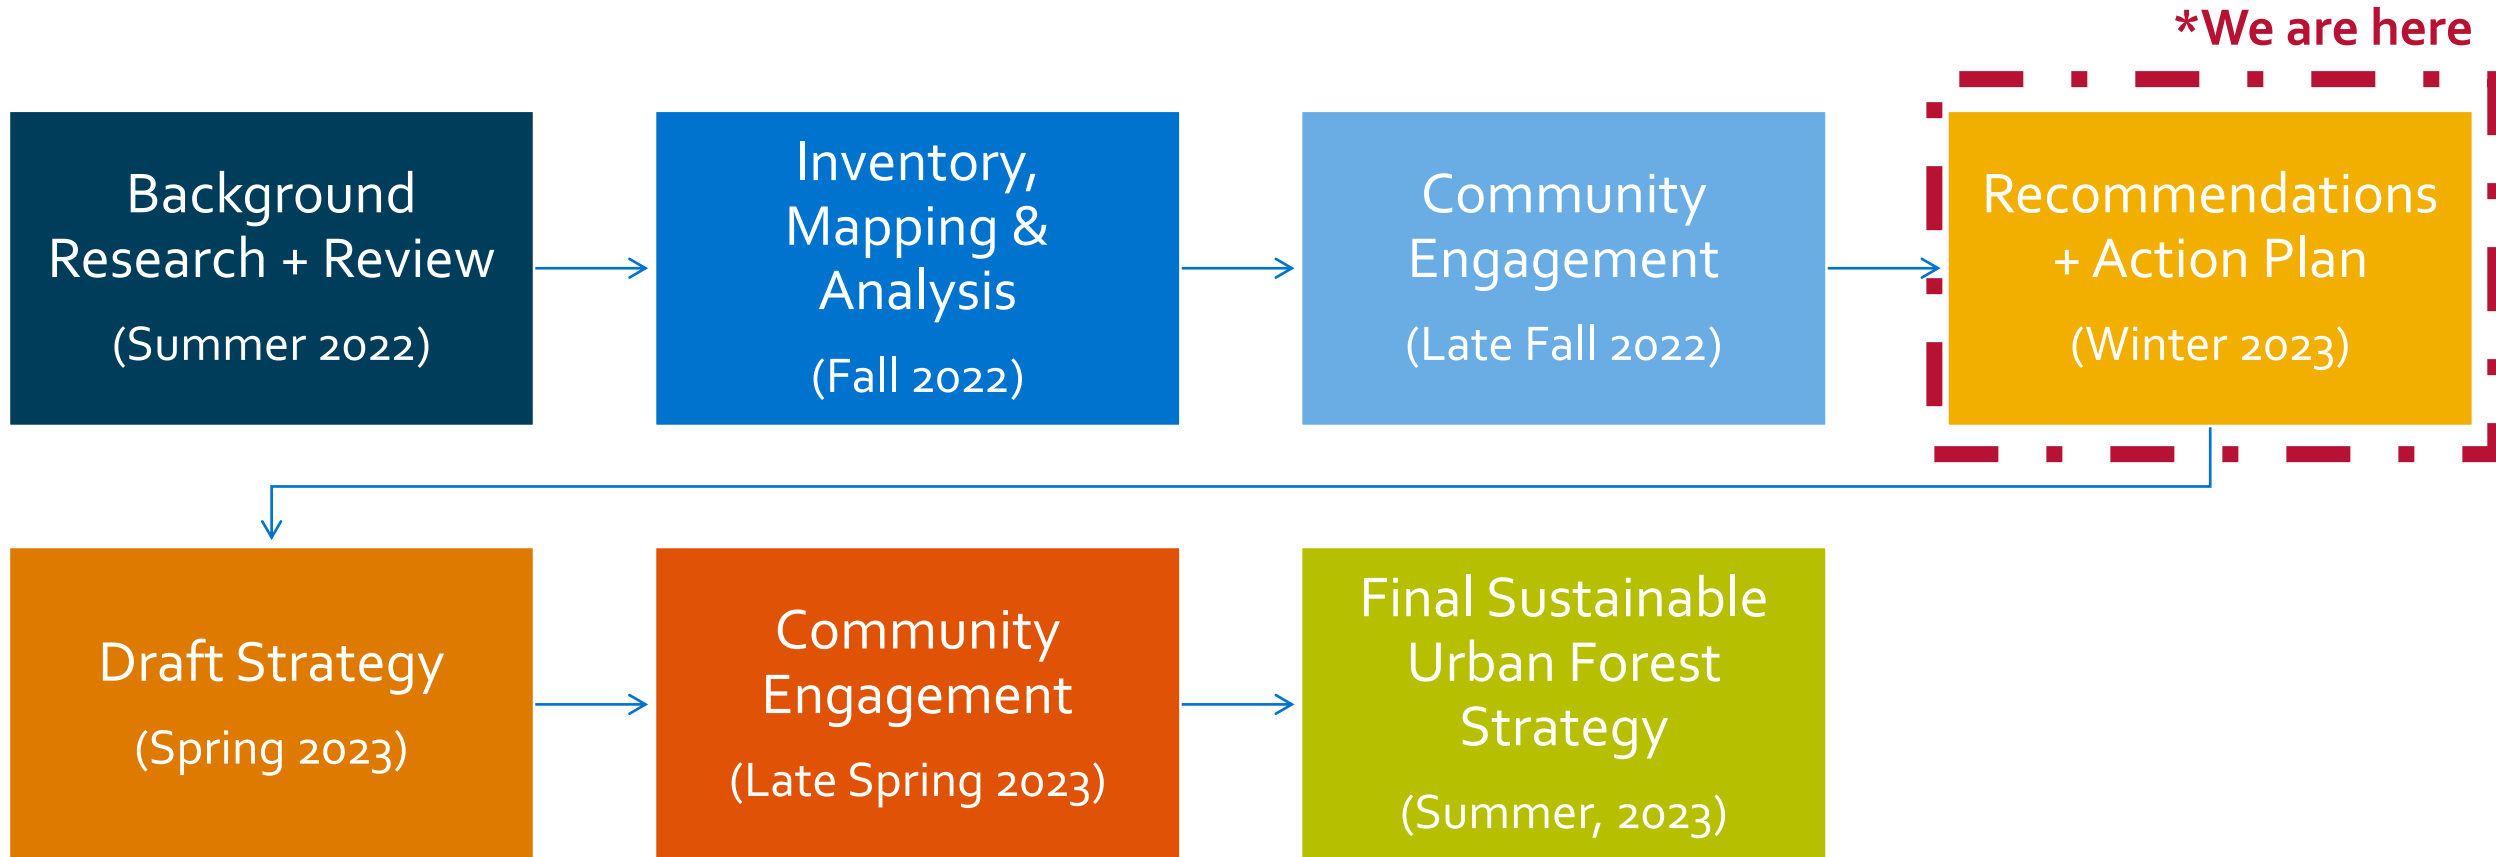 *We are here
Background
Research + Review
(Summer 2022)
Inventory,
Mapping &
Analysis
(Fall 2022)
Community
Engagement
(Late Fall 2022)
Recommendations
+ Action Plan
(Winter 2023)
Draft Strategy
(Spring 2023)
Community
Engagement
(Late Spring 2023)
Final Sustainable
Urban Forest
Strategy
(Summer, 2023)